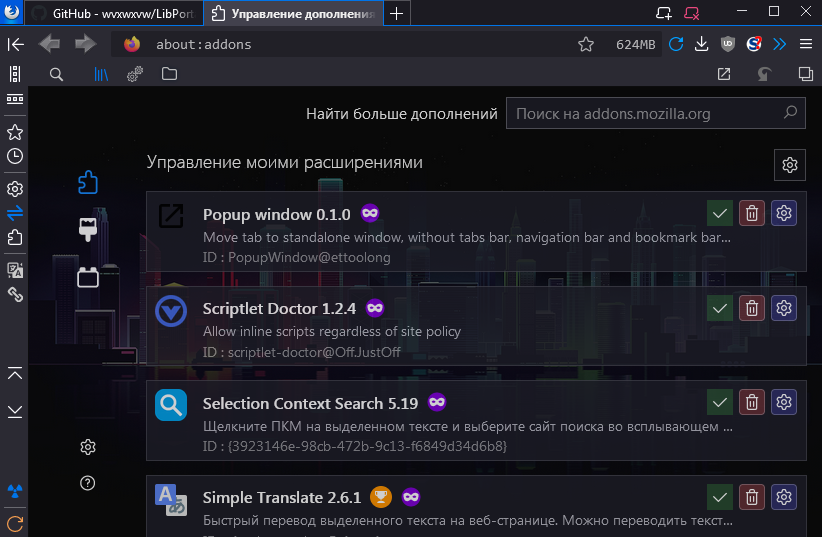 GitHub - wvxwxvw/LibPort
Управление дополнения
about:addons
624MB
Найти больше дополнений
Поиск на addons.mozilla.org
Управление моими расширениями
Popup window 0.1.0
Move tab to standalone window, without tabs bar, navigation bar and bookmark bar...
ID : PopupWindow@ettoolong
Scriptlet Doctor 1.2.4
Allow inline scripts regardless of site policy
ID : scriptlet-doctor@Off.JustOff
Selection Context Search 5.19
Щелкните ПКМ на выделенном тексте и выберите сайт поиска во всплывающем ...
ID : {3923146e-98cb-472b-9c13-f6849d34d6b8}
Simple Translate 2.6.1
Быстрый перевод выделенного текста на веб-странице. Можно переводить текст...